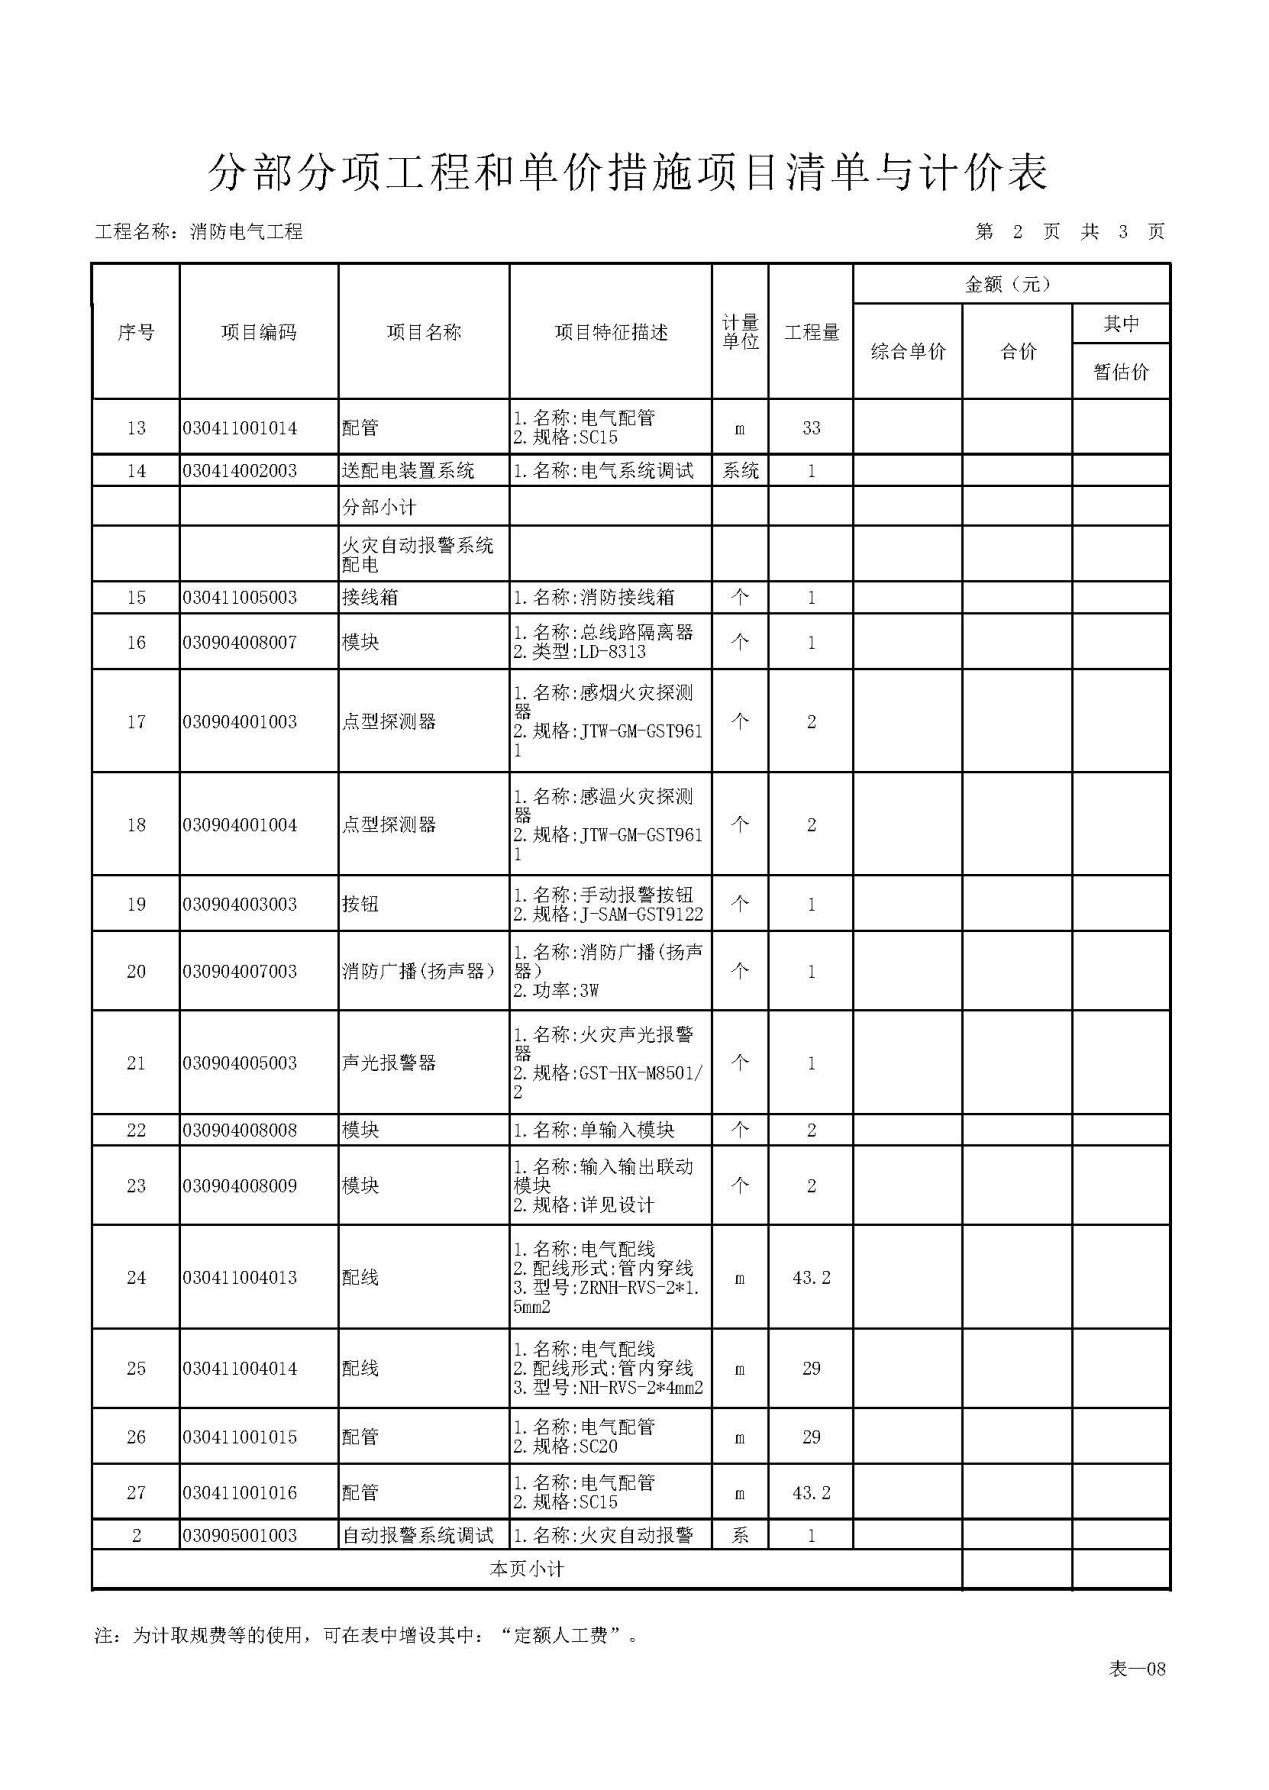 分部分项工程和单价措施项目清单与计价表
工程名称：消防电气工程 第 2 页 共 3 页
序号 项目编码 项目名称 项目特征描述 计量单位 工程量 金额（元）
综合单价 合价 其中
暂估价
13 030411001014 配管 1.名称:电气配管
2.规格:SC15 m 33
14 030414002003 送配电装置系统 1.名称:电气系统调试 系统 1
分部小计
火灾自动报警系统
配电
15 030411005003 接线箱 1.名称:消防接线箱 个 1
16 030904008007 模块 1.名称:总线路隔离器
2.类型:LD-8313 个 1
17 030904001003 点型探测器 1.名称:感烟火灾探测
器
2.规格:JTW-GM-GST961
1 个 2
18 030904001004 点型探测器 1.名称:感温火灾探测
器
2.规格:JTW-GM-GST961
1 个 2
19 030904003003 按钮 1.名称:手动报警按钮
2.规格:J-SAM-GST9122 个 1
20 030904007003 消防广播(扬声器) 1.名称:消防广播(扬声
器)
2.功率:3W 个 1
21 030904005003 声光报警器 1.名称:火灾声光报警
器
2.规格:GST-HX-M8501/
2 个 1
22 030904008008 模块 1.名称:单输入模块 个 2
23 030904008009 模块 1.名称:输入输出联动
模块
2.规格:详见设计 个 2
24 030411004013 配线 1.名称:电气配线
2.配线形式:管内穿线
3.型号:ZRNH-RVS-2*1.
5mm2 m 43.2
25 030411004014 配线 1.名称:电气配线
2.配线形式:管内穿线
3.型号:NH-RVS-2*4mm2 m 29
26 030411001015 配管 1.名称:电气配管
2.规格:SC20 m 29
27 030411001016 配管 1.名称:电气配管
2.规格:SC15 m 43.2
2 030905001003 自动报警系统调试 1.名称:火灾自动报警 系 1
本页小计
注：为计取规费等的使用，可在表中增设其中：“定额人工费”。
表—08